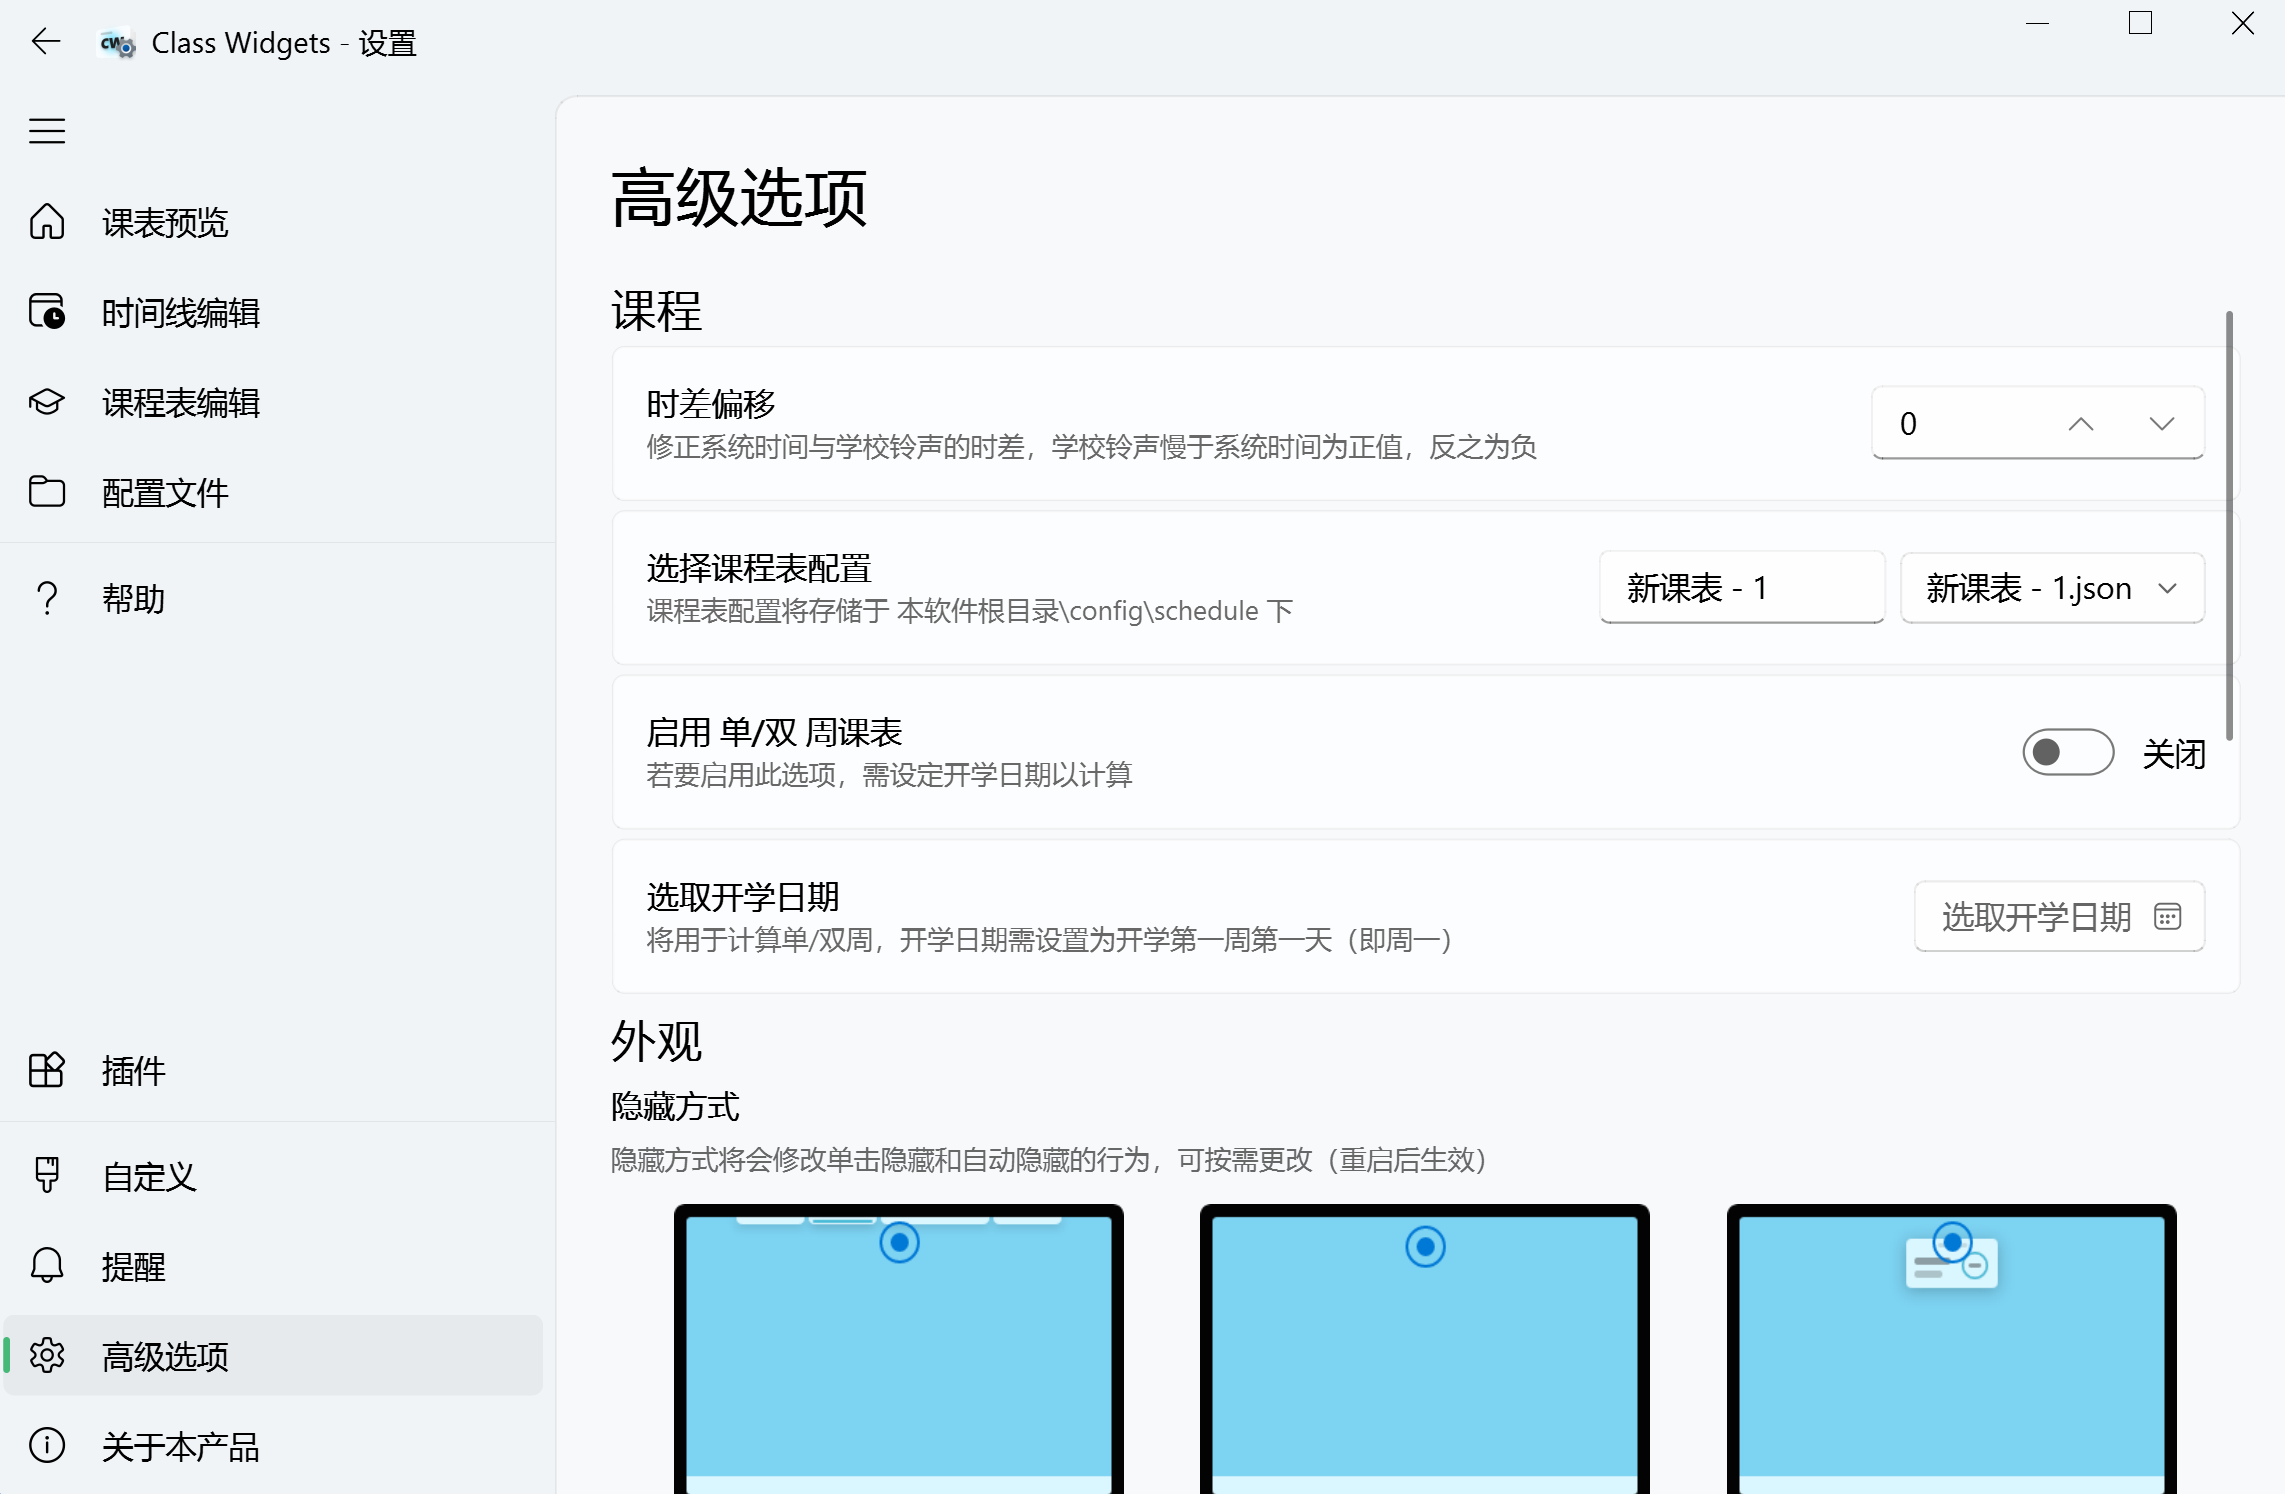 Class Widgets - 设置
课表预览
时间线编辑
课程表编辑
配置文件
帮助
插件
自定义
提醒
高级选项
关于本产品
高级选项
课程
时差偏移
修正系统时间与学校铃声的时差，学校铃声慢于系统时间为正值，反之为负
0
选择课程表配置
课程表配置将存储于 本软件根目录\config\schedule 下
新课表 - 1
新课表 - 1.json
启用 单/双 周课表
若要启用此选项，需设定开学日期以计算
关闭
选取开学日期
将用于计算单/双周，开学日期需设置为开学第一周第一天（即周一）
选取开学日期
外观
隐藏方式
隐藏方式将会修改单击隐藏和自动隐藏的行为，可按需更改（重启后生效）